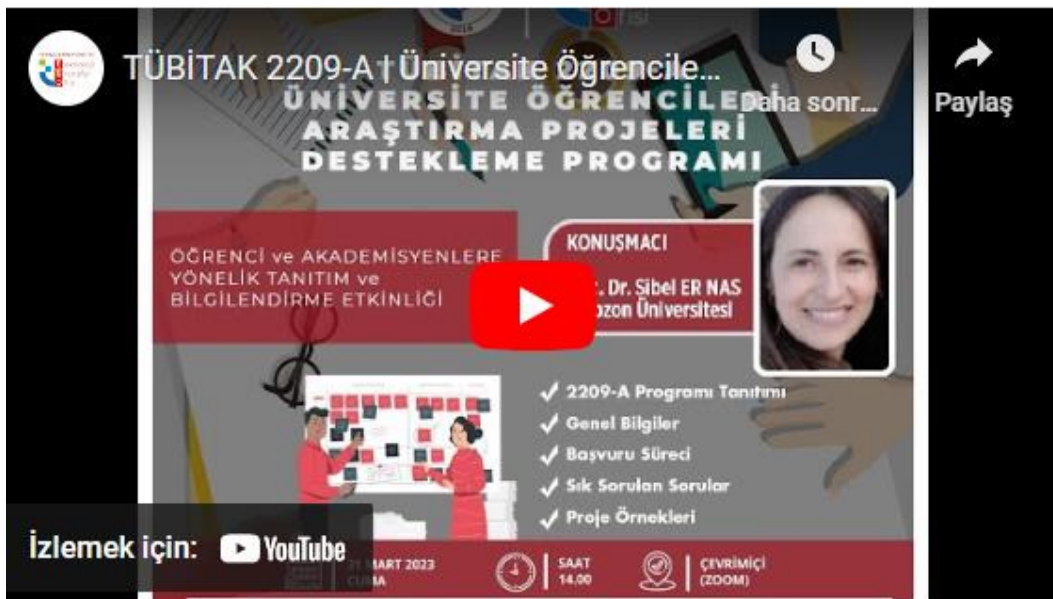 2014
TÜBİTAK 2209-A † Üniversite Öğrencile...
Daha sonr...
Paylaş
ÜNİVERSİTE ÖĞRENCİLERİ
ARAŞTIRMA PROJELERİ
DESTEKLEME PROGRAMI
ÖĞRENCİ ve AKADEMİSYENLERE
YÖNELİK TANITIM ve
BİLGİLENDİRME ETKİNLİĞİ
KONUŞMACI
Dr. Sibel ER NAS
Üniversitesi
✓ 2209-A Programı Tanıtımı
✓ Genel Bilgiler
✓ Başvuru Süreci
✓ Sık Sorulan Sorular
✓ Proje Örnekleri
İzlemek için: YouTube
MART 2023
CUMA
SAAT
14.00
ÇEVRİMİÇİ
(ZOOM)